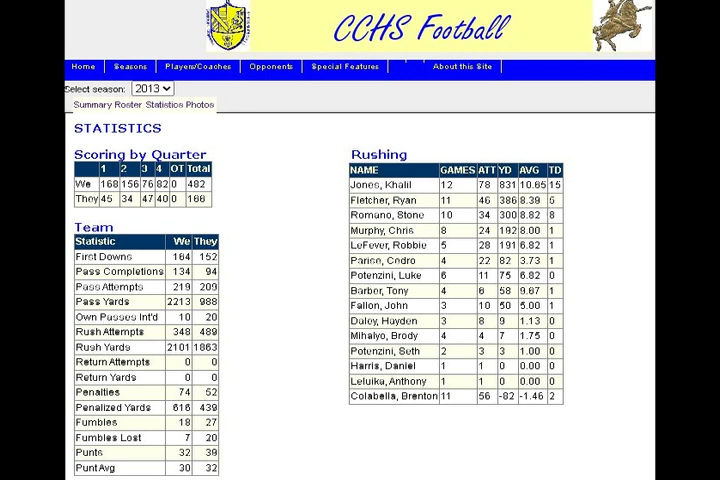 CCHS Football
Home Seasons Players/Coaches Opponents Special Features About this Site
Select season: 2013
Summary Roster Statistics Photos
STATISTICS
Scoring by Quarter
1 2 3 4 OT Total
We 168 156 76 82 0 482
They 45 34 47 40 0 166
Team
Statistic We They
First Downs 164 152
Pass Completions 134 94
Pass Attempts 219 209
Pass Yards 2213 988
Own Passes Int'd 10 20
Rush Attempts 348 489
Rush Yards 2101 1863
Return Attempts 0 0
Return Yards 0 0
Penalties 74 52
Penalized Yards 616 439
Fumbles 18 27
Fumbles Lost 7 20
Punts 32 39
Punt Avg 30 32
Rushing
NAME GAMES ATT YD AVG TD
Jones, Khalil 12 78 831 10.65 15
Fletcher, Ryan 11 46 386 8.39 5
Romano, Stone 10 34 300 8.82 8
Murphy, Chris 8 24 192 8.00 1
LeFever, Robbie 5 28 191 6.82 1
Parise, Cedro 4 22 82 3.73 1
Potenzini, Luke 6 11 75 6.82 0
Barber, Tony 4 6 58 9.67 1
Fallon, John 3 10 50 5.00 1
Daley, Hayden 3 8 9 1.13 0
Mihalyo, Brody 4 4 7 1.75 0
Potenzini, Seth 2 3 3 1.00 0
Harris, Daniel 1 1 0 0.00 0
Leluika, Anthony 1 1 0 0.00 0
Colabella, Brenton 11 56 -82 -1.46 2